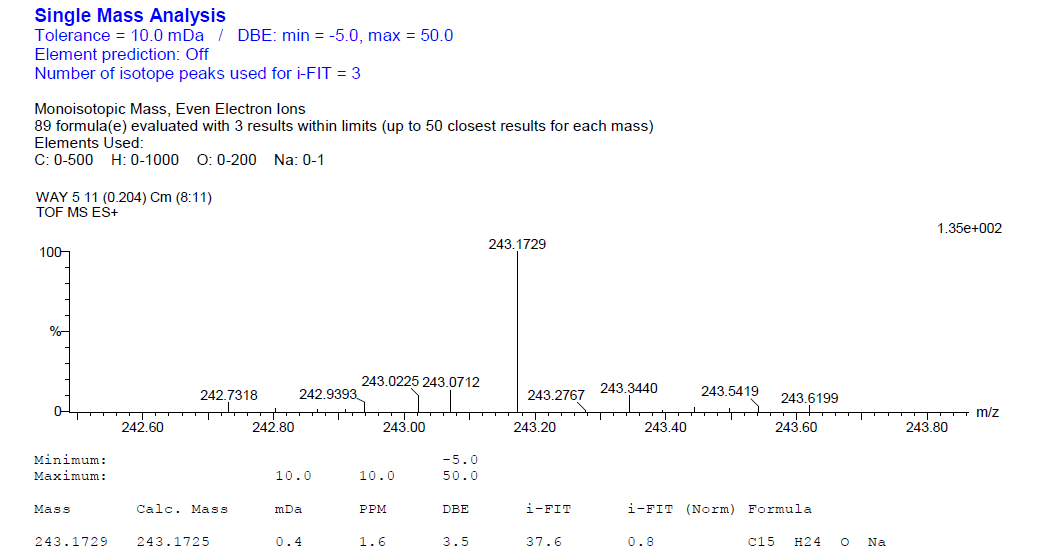 Single Mass Analysis
Tolerance = 10.0 mDa / DBE: min = -5.0, max = 50.0
Element prediction: Off
Number of isotope peaks used for i-FIT = 3
Monoisotopic Mass, Even Electron Ions
89 formula(e) evaluated with 3 results within limits (up to 50 closest results for each mass)
Elements Used:
C: 0-500 H: 0-1000 O: 0-200 Na: 0-1
WAY 5 11 (0.204) Cm (8:11)
TOF MS ES+
1.35e+002
243.1729
100
%
243.0225 243.0712
243.3440
243.5419
242.7318
242.9393
243.2767
243.6199
0
m/z
242.60 242.80 243.00 243.20 243.40 243.60 243.80
Minimum: -5.0
Maximum: 10.0 10.0 50.0
Mass Calc. Mass mDa PPM DBE i-FIT i-FIT (Norm) Formula
243.1729 243.1725 0.4 1.6 3.5 37.6 0.8 C15 H24 O Na